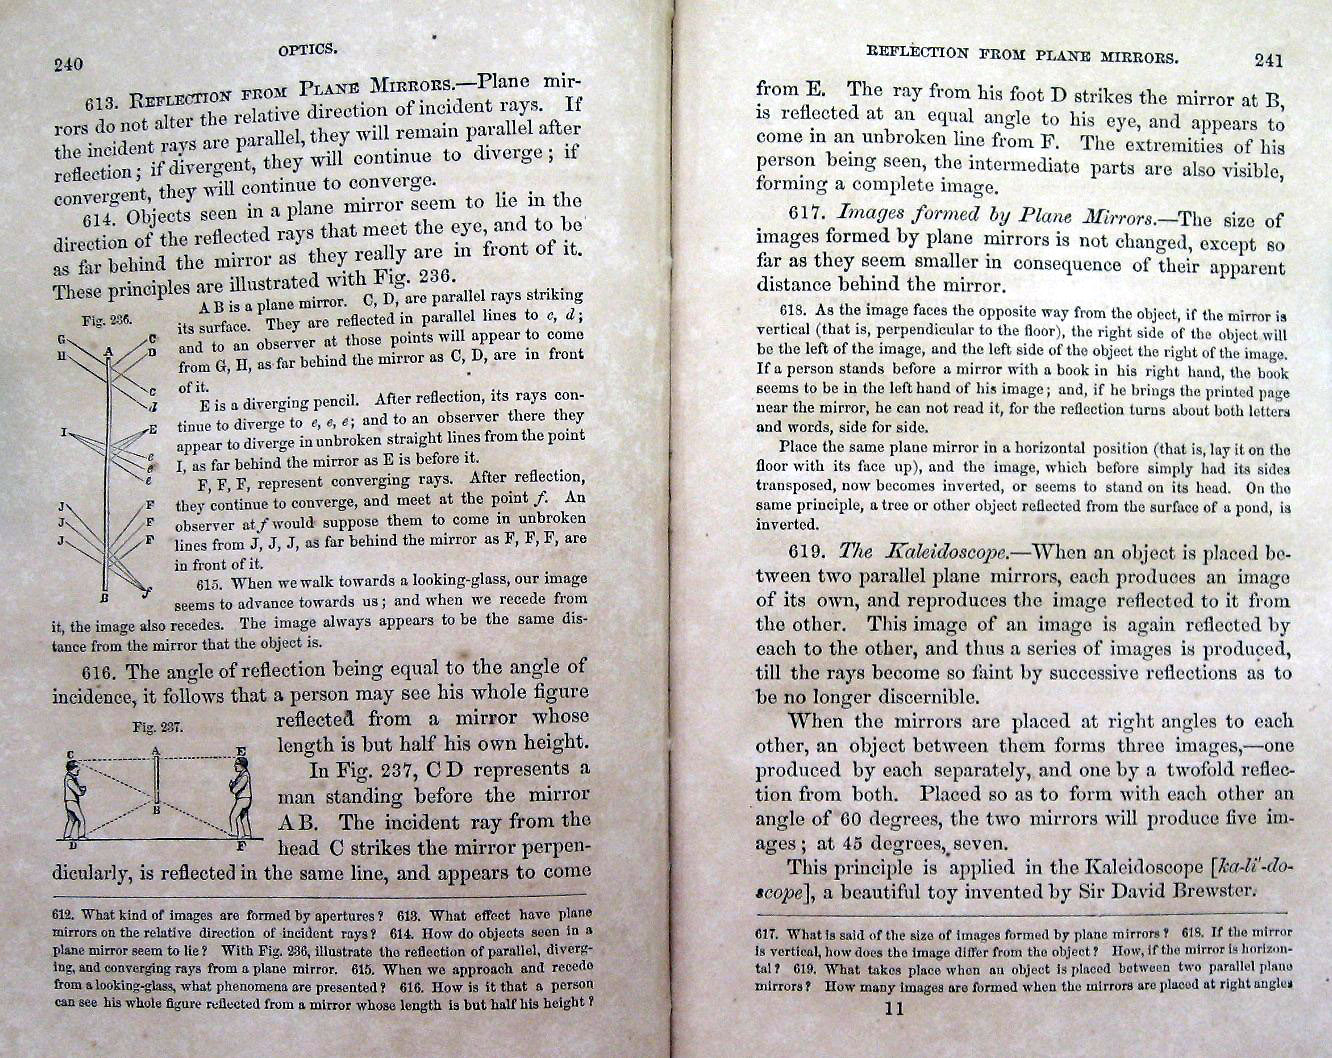 240
OPTICS.
613. REFLECTION FROM PLANE MIRRORS.—Plane mir-
rors do not alter the relative direction of incident rays. If
the incident rays are parallel, they will remain parallel after
reflection; if divergent, they will continue to diverge; if
convergent, they will continue to converge.
614. Objects seen in a plane mirror seem to lie in the
direction of the reflected rays that meet the eye, and to be
as far behind the mirror as they really are in front of it.
These principles are illustrated with Fig. 236.
Fig. 236.
G
H
A
C
D
c
d
I
E
e
e
e
J
J
J
F
F
F
B
f
A B is a plane mirror. C, D, are parallel rays striking
its surface. They are reflected in parallel lines to c, d;
and to an observer at those points will appear to come
from G, H, as far behind the mirror as C, D, are in front
of it.
E is a diverging pencil. After reflection, its rays con-
tinue to diverge to e, e, e; and to an observer there they
appear to diverge in unbroken straight lines from the point
I, as far behind the mirror as E is before it.
F, F, F, represent converging rays. After reflection,
they continue to converge, and meet at the point f. An
observer at f would suppose them to come in unbroken
lines from J, J, J, as far behind the mirror as F, F, F, are
in front of it.
615. When we walk towards a looking-glass, our image
seems to advance towards us; and when we recede from
it, the image also recedes. The image always appears to be the same dis-
tance from the mirror that the object is.
616. The angle of reflection being equal to the angle of
incidence, it follows that a person may see his whole figure
reflected from a mirror whose
length is but half his own height.
Fig. 237.
C
A
E
B
D
F
In Fig. 237, C D represents a
man standing before the mirror
A B. The incident ray from the
head C strikes the mirror perpen-
dicularly, is reflected in the same line, and appears to come
612. What kind of images are formed by apertures? 613. What effect have plane
mirrors on the relative direction of incident rays? 614. How do objects seen in a
plane mirror seem to lie? With Fig. 236, illustrate the reflection of parallel, diverg-
ing, and converging rays from a plane mirror. 615. When we approach and recede
from a looking-glass, what phenomena are presented? 616. How is it that a person
can see his whole figure reflected from a mirror whose length is but half his height?
REFLECTION FROM PLANE MIRRORS.
241
from E. The ray from his foot D strikes the mirror at B,
is reflected at an equal angle to his eye, and appears to
come in an unbroken line from F. The extremities of his
person being seen, the intermediate parts are also visible,
forming a complete image.
617. Images formed by Plane Mirrors.—The size of
images formed by plane mirrors is not changed, except so
far as they seem smaller in consequence of their apparent
distance behind the mirror.
618. As the image faces the opposite way from the object, if the mirror is
vertical (that is, perpendicular to the floor), the right side of the object will
be the left of the image, and the left side of the object the right of the image.
If a person stands before a mirror with a book in his right hand, the book
seems to be in the left hand of his image; and, if he brings the printed page
near the mirror, he can not read it, for the reflection turns about both letters
and words, side for side.
Place the same plane mirror in a horizontal position (that is, lay it on the
floor with its face up), and the image, which before simply had its sides
transposed, now becomes inverted, or seems to stand on its head. On the
same principle, a tree or other object reflected from the surface of a pond, is
inverted.
619. The Kaleidoscope.—When an object is placed be-
tween two parallel plane mirrors, each produces an image
of its own, and reproduces the image reflected to it from
the other. This image of an image is again reflected by
each to the other, and thus a series of images is produced,
till the rays become so faint by successive reflections as to
be no longer discernible.
When the mirrors are placed at right angles to each
other, an object between them forms three images,—one
produced by each separately, and one by a twofold reflec-
tion from both. Placed so as to form with each other an
angle of 60 degrees, the two mirrors will produce five im-
ages; at 45 degrees, seven.
This principle is applied in the Kaleidoscope [ka-li'-do-
scope], a beautiful toy invented by Sir David Brewster.
617. What is said of the size of images formed by plane mirrors? 618. If the mirror
is vertical, how does the image differ from the object? How, if the mirror is horizon-
tal? 619. What takes place when an object is placed between two parallel plane
mirrors? How many images are formed when the mirrors are placed at right angles
11